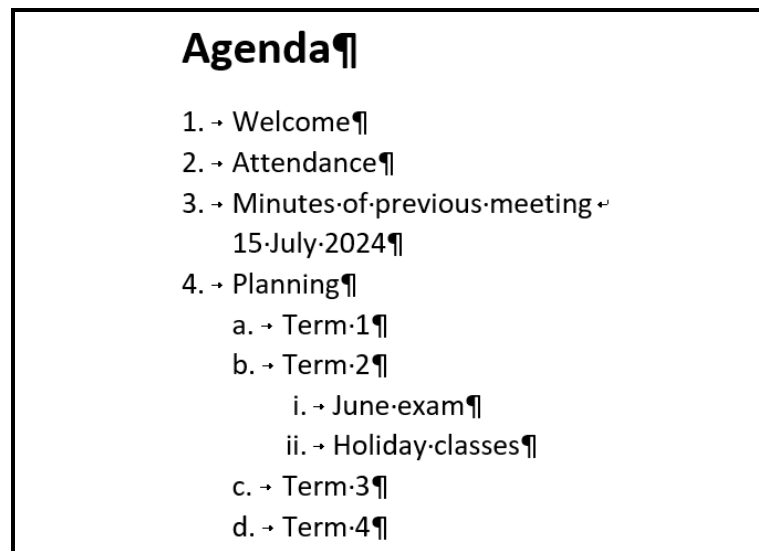 Agenda¶
1. → Welcome¶
2. → Attendance¶
3. → Minutes·of·previous·meeting ↵
15·July·2024¶
4. → Planning¶
a. → Term·1¶
b. → Term·2¶
i. → June·exam¶
ii. → Holiday·classes¶
c. → Term·3¶
d. → Term·4¶